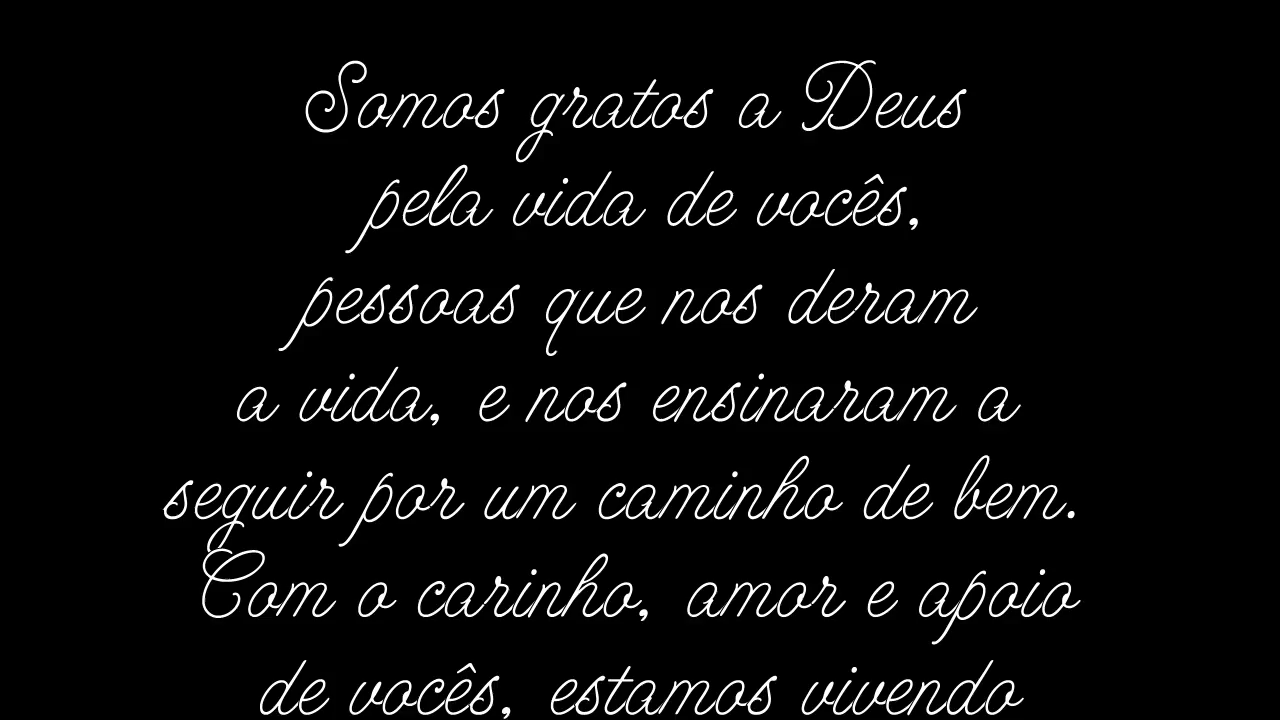 Somos gratos a Deus
pela vida de vocês,
pessoas que nos deram
a vida, e nos ensinaram a
seguir por um caminho de bem.
Com o carinho, amor e apoio
de vocês, estamos vivendo